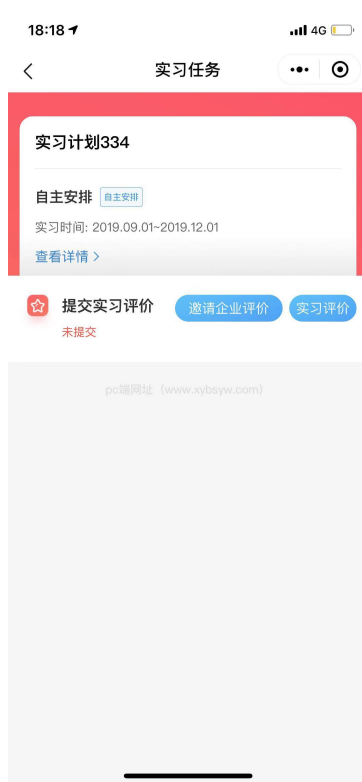 18:18
4G
实习任务
实习计划334
自主安排 自主安排
实习时间: 2019.09.01~2019.12.01
查看详情
提交实习评价 邀请企业评价 实习评价
未提交
pc端网址（www.xybsyw.com）